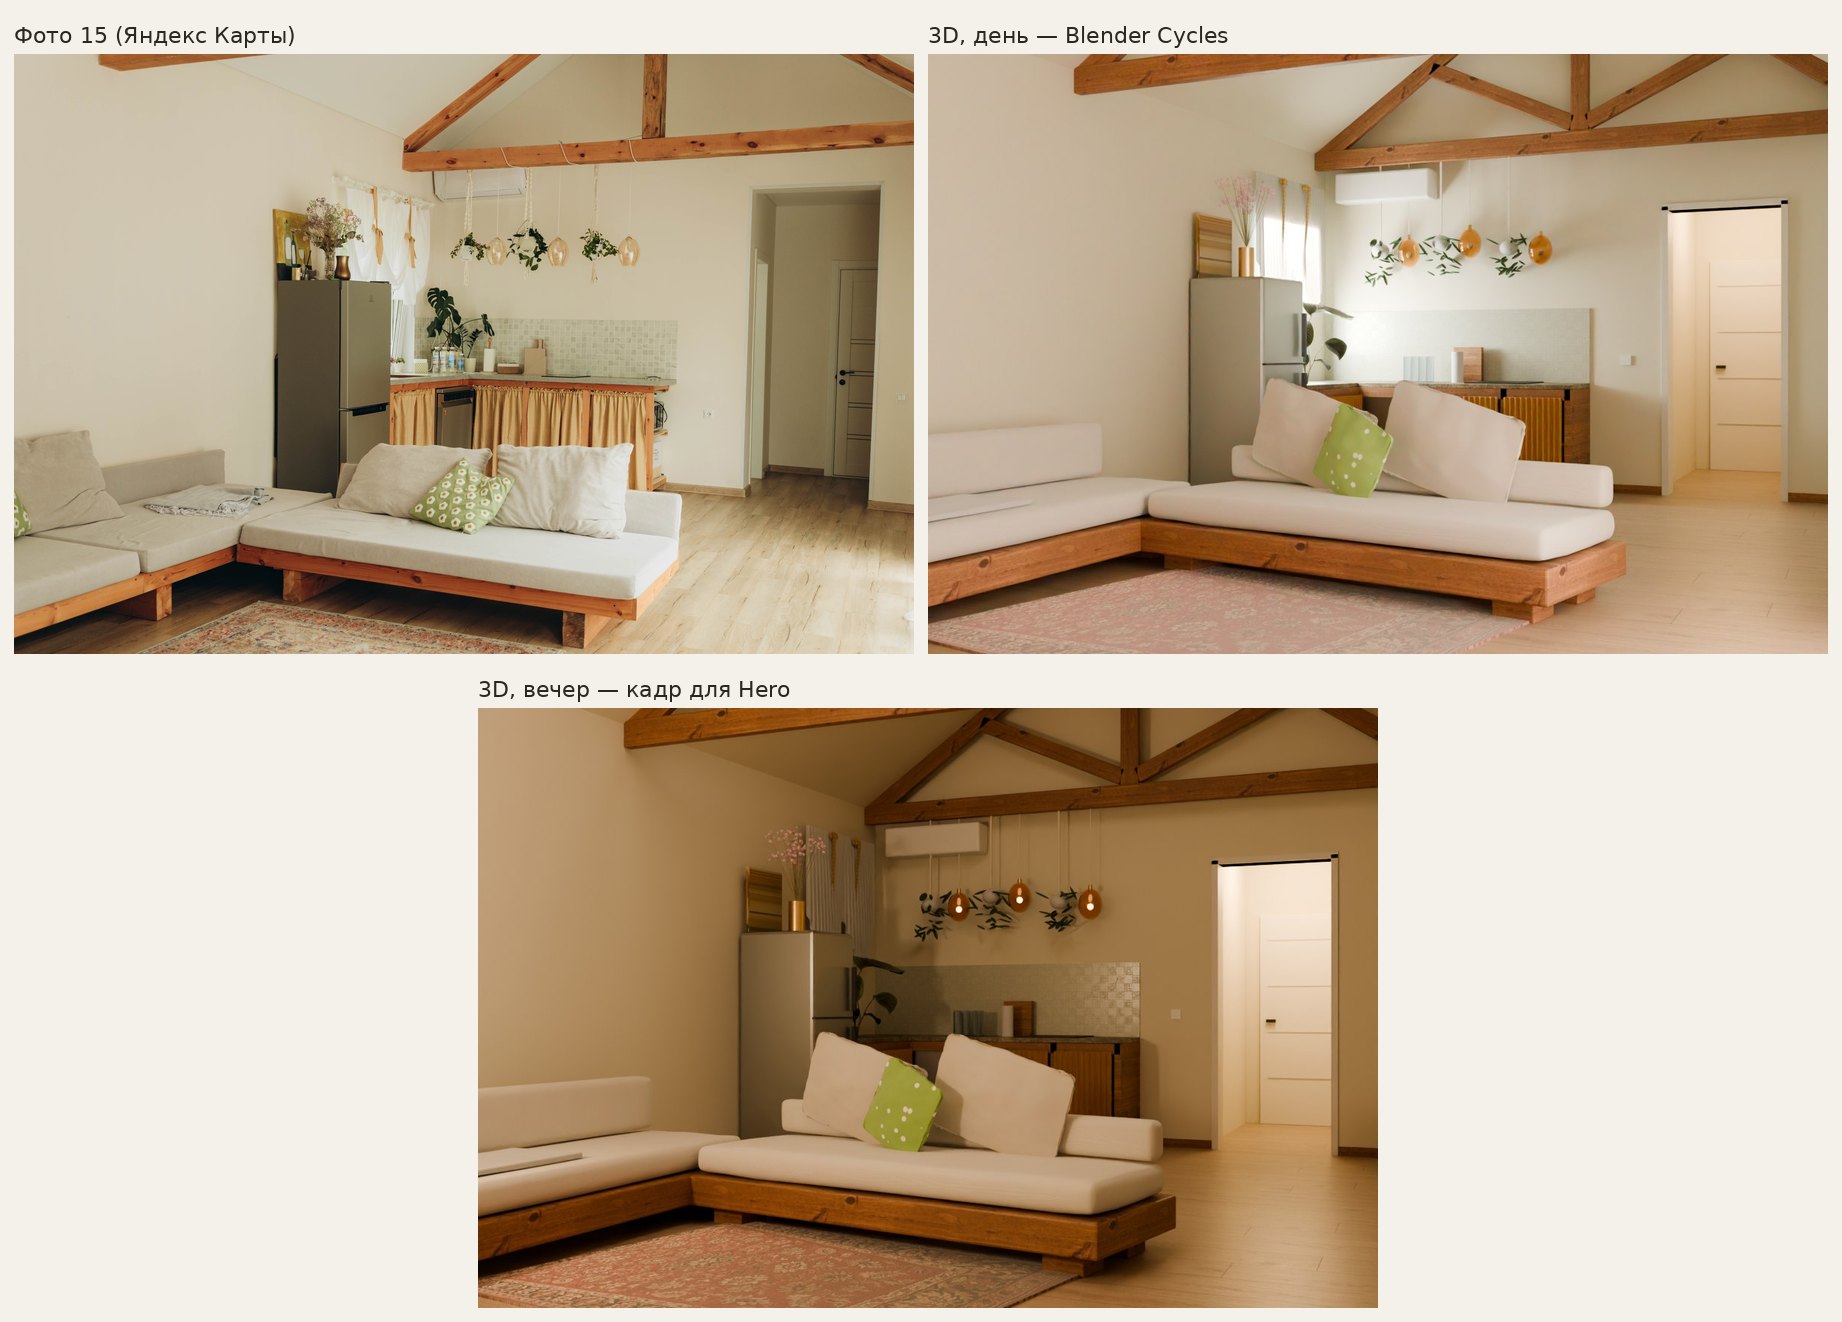 Фото 15 (Яндекс Карты)
3D, день — Blender Cycles
3D, вечер — кадр для Hero